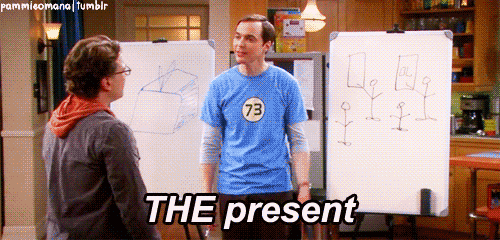 pammieomana|tumblr
73
THE present